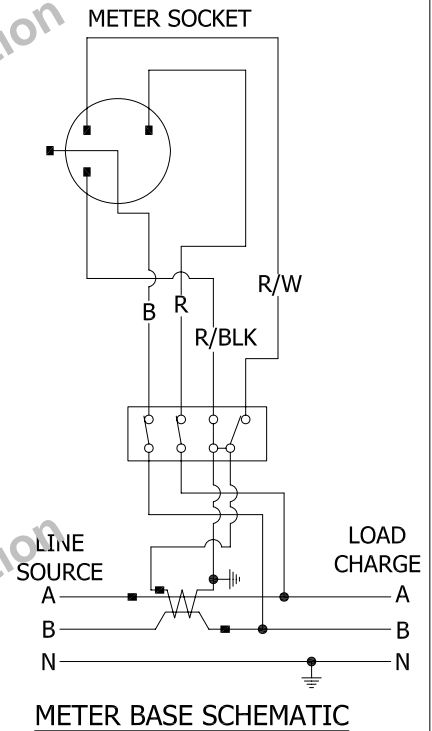 METER SOCKET
R/W
B
R
R/BLK
LINE
SOURCE
LOAD
CHARGE
A
A
B
B
N
N
METER BASE SCHEMATIC